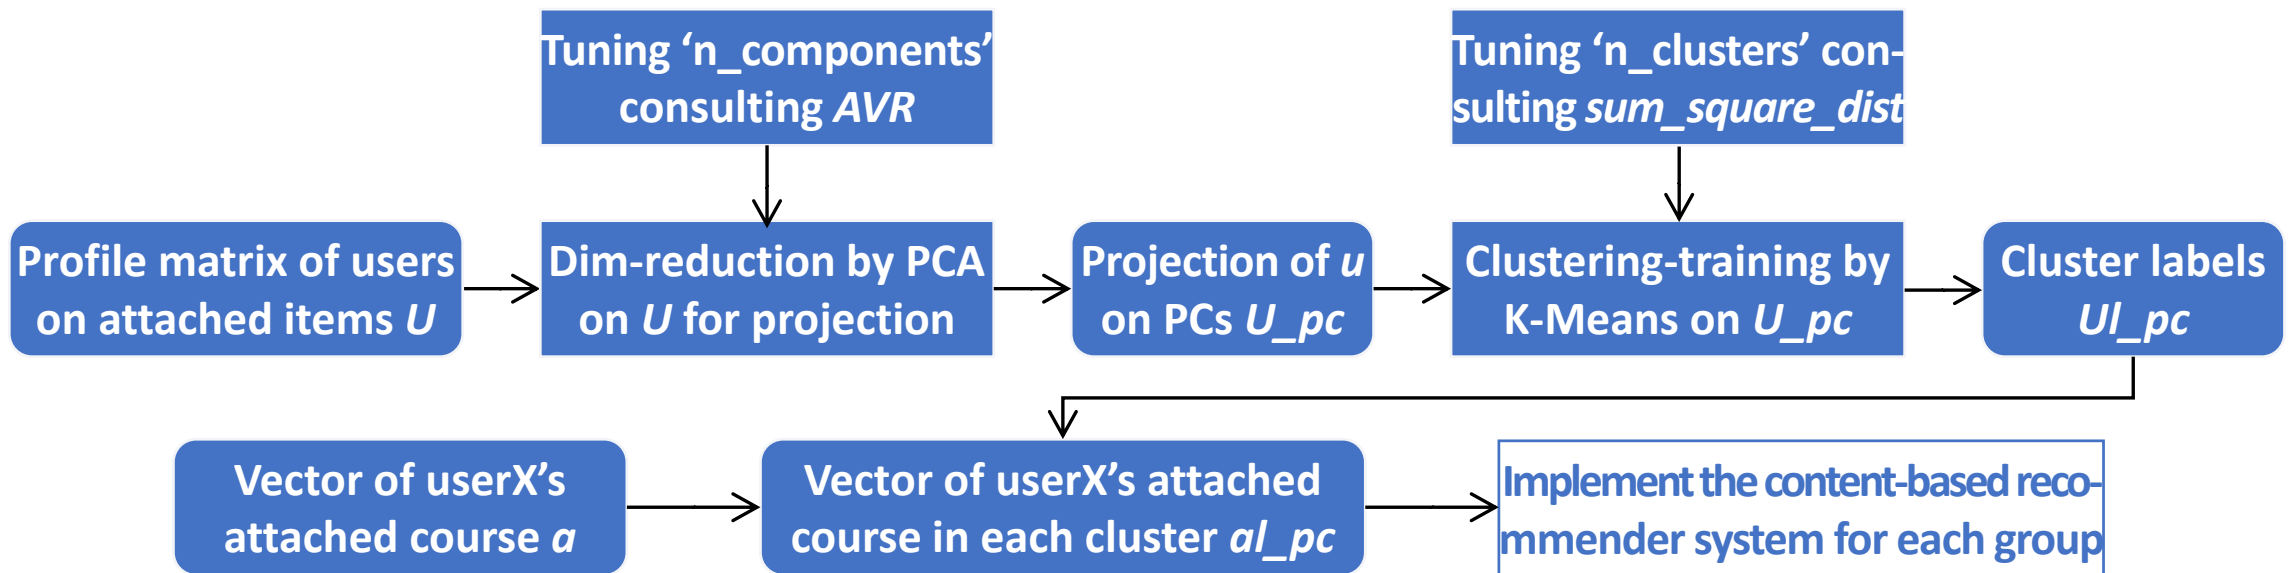 Tuning ‘n_components’
consulting AVR
Tuning ‘n_clusters’ con-
sulting sum_square_dist
Profile matrix of users
on attached items U
Dim-reduction by PCA
on U for projection
Projection of u
on PCs U_pc
Clustering-training by
K-Means on U_pc
Cluster labels
Ul_pc
Vector of userX’s
attached course a
Vector of userX’s attached
course in each cluster al_pc
Implement the content-based reco-
mmender system for each group